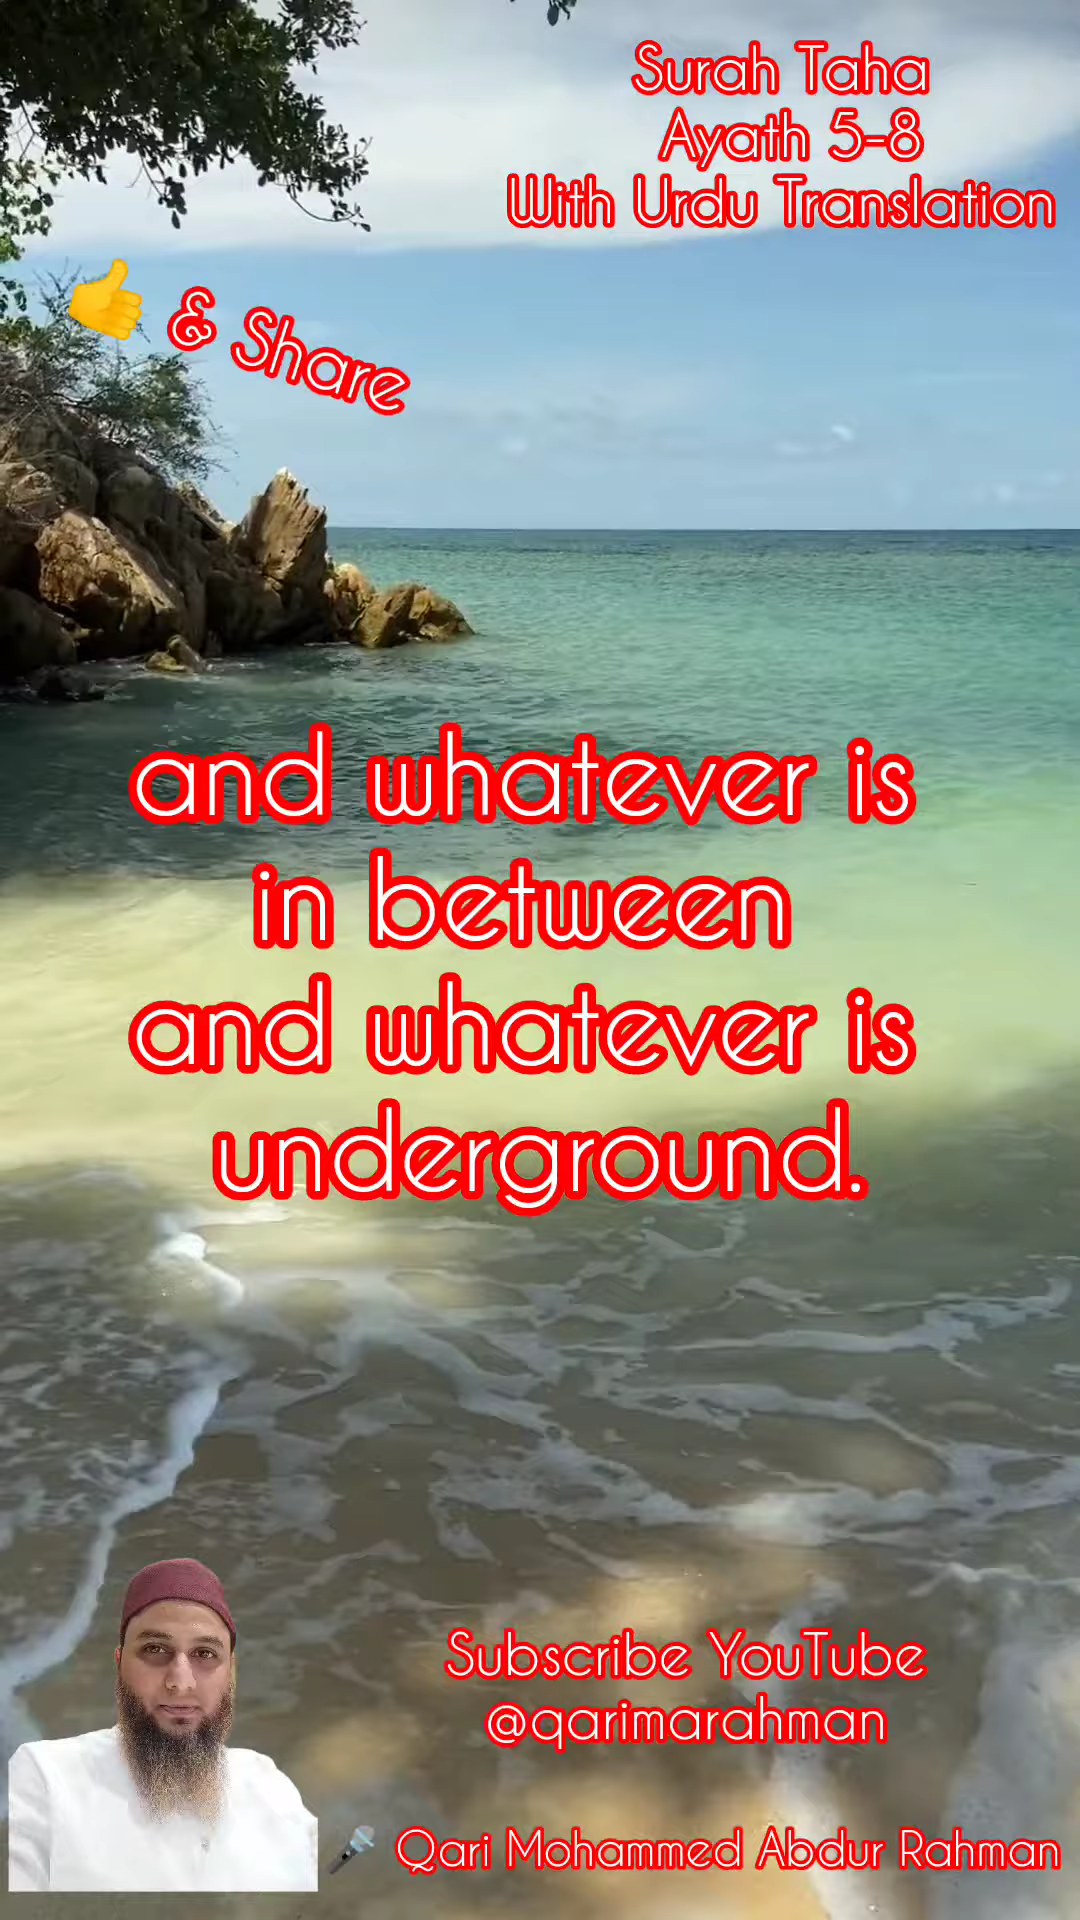 Surah Taha
Ayath 5-8
With Urdu Translation
👍 & Share
and whatever is
in between
and whatever is
underground.
Subscribe YouTube
@qarimarahman
🎤 Qari Mohammed Abdur Rahman